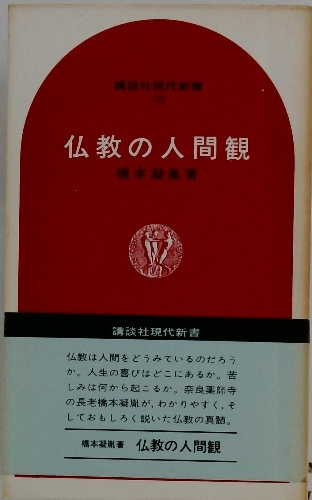 講談社現代新書
仏教の人間観
橋本凝胤著
講談社現代新書
仏教は人間をどうみているのだろう
か。人生の喜びはどこにあるか。苦
しみは何から起こるか。奈良薬師寺
の長老橋本凝胤が、わかりやすく、そ
しておもしろく説いた仏教の真髄。
橋本凝胤著 仏教の人間観